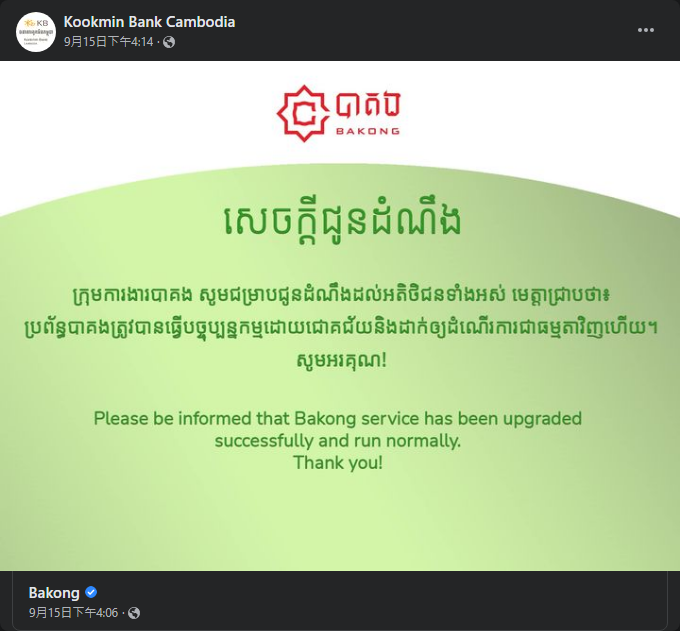 Kookmin Bank Cambodia
9月15日下午4:14 ·
បាគង
BAKONG
សេចក្តីជូនដំណឹង
ក្រុមការងារបាគង សូមជម្រាបជូនដំណឹងដល់អតិថិជនទាំងអស់ មេត្តាជ្រាបថា៖
ប្រព័ន្ធបាគងត្រូវបានធ្វើបច្ចុប្បន្នកម្មដោយជោគជ័យនិងដាក់ឲ្យដំណើរការជាធម្មតាវិញហើយ។
សូមអរគុណ!
Please be informed that Bakong service has been upgraded
successfully and run normally.
Thank you!
Bakong
9月15日下午4:06 ·